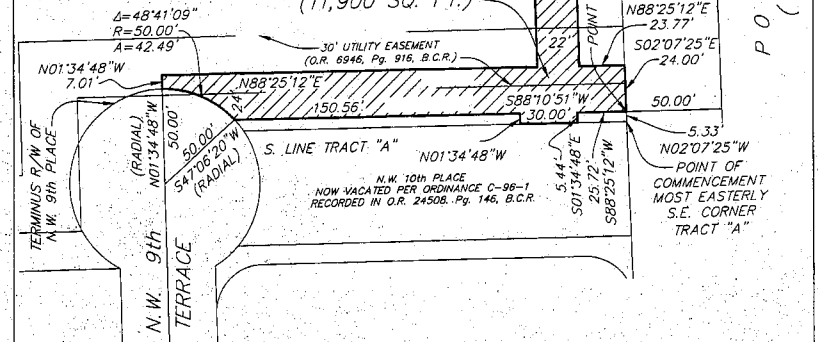 (11,900 SQ. FT.)
Δ=48°41'09"
R=50.00'
A=42.49'
30' UTILITY EASEMENT
(O.R. 6946, Pg. 916, B.C.R.)
22'
POINT
N88°25'12"E
23.77'
S02°07'25"E
24.00'
P O
(
N01°34'48"W
7.01'
N88°25'12"E
24'
150.56'
S88°10'51"W
30.00'
50.00'
5.33'
N02°07'25"W
POINT OF
COMMENCEMENT
MOST EASTERLY
S.E. CORNER
TRACT "A"
TERMINUS R/W OF
N.W. 9th PLACE
(RADIAL)
N01°34'48"W
50.00'
50.00'
S47°06'20"W
(RADIAL)
S. LINE TRACT "A"
N01°34'48"W
5.44'
S01°34'48"E
25.72'
S88°25'12"W
N.W. 10th PLACE
NOW VACATED PER ORDINANCE C-96-1
RECORDED IN O.R. 24508, Pg. 146, B.C.R.
N.W. 9th
TERRACE